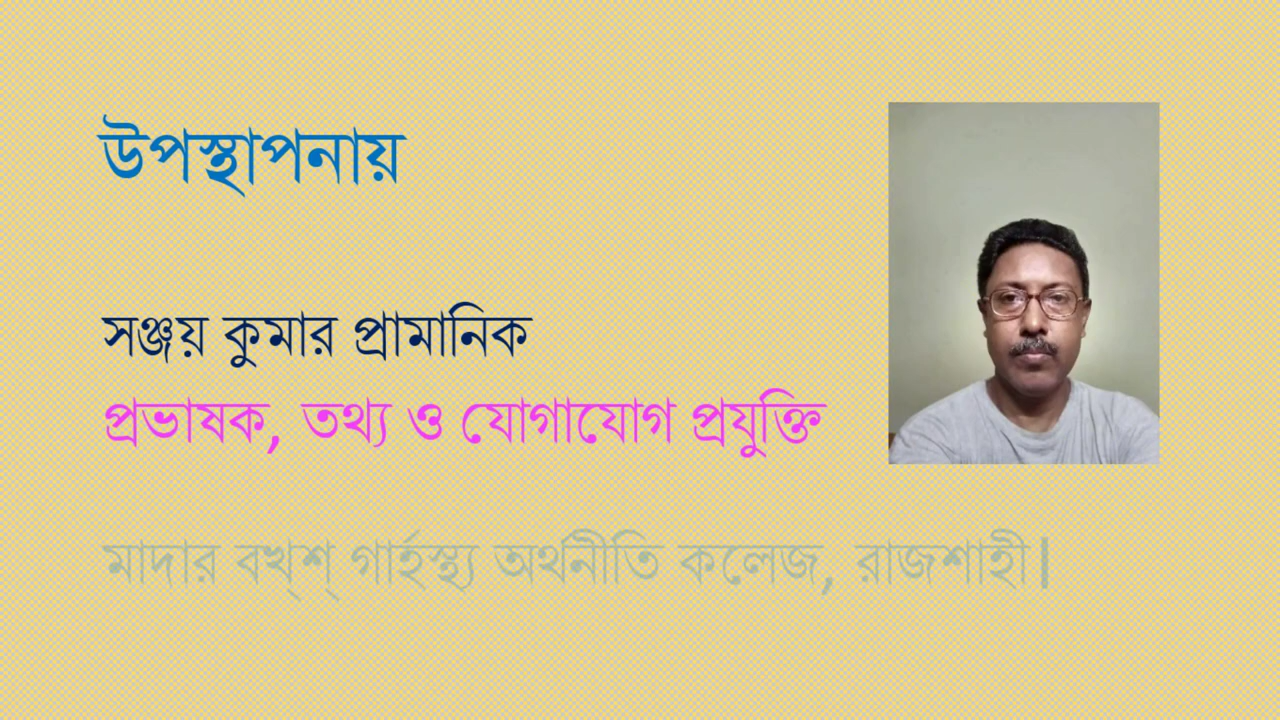 উপস্থাপনায়
সঞ্জয় কুমার প্রামানিক
প্রভাষক, তথ্য ও যোগাযোগ প্রযুক্তি
মাদার বখ্‌শ্‌ গার্হস্থ্য অর্থনীতি কলেজ, রাজশাহী।